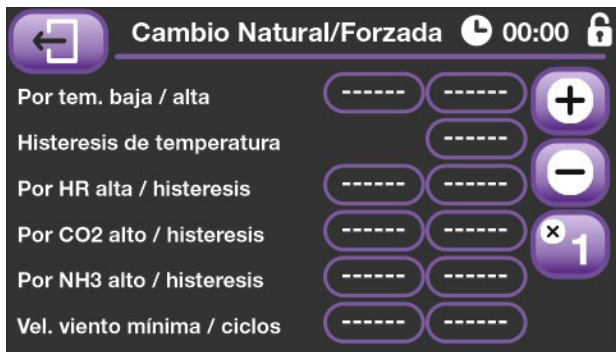 Cambio Natural/Forzada 00:00
Por tem. baja / alta ------ ------ +
Histeresis de temperatura ------
Por HR alta / histeresis ------ ------ −
Por CO2 alto / histeresis ------ ------ × 1
Por NH3 alto / histeresis ------ ------
Vel. viento mínima / ciclos ------ ------